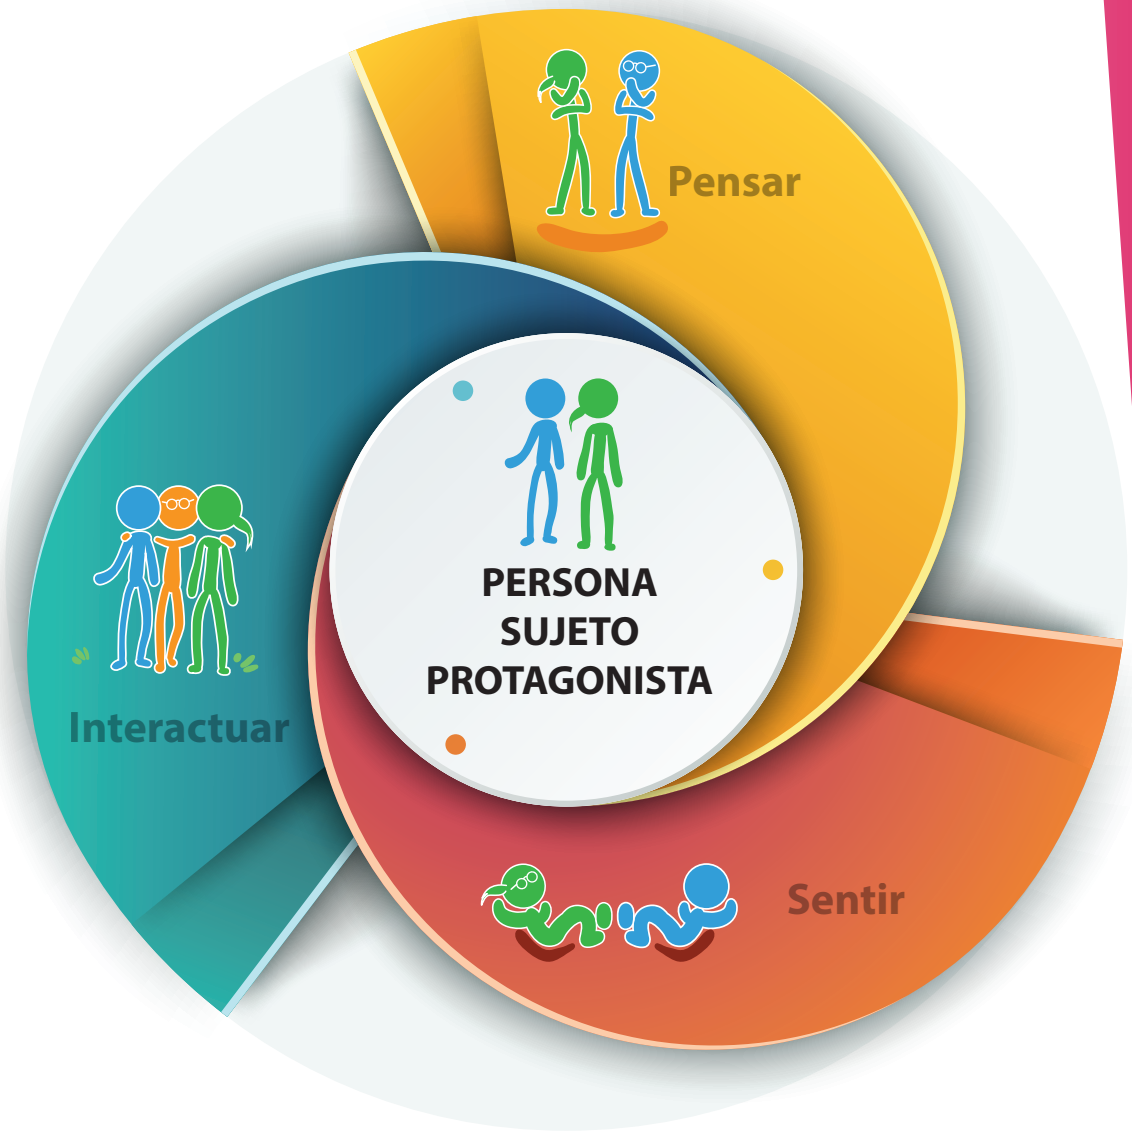 Pensar
PERSONA
SUJETO
PROTAGONISTA
Interactuar
Sentir